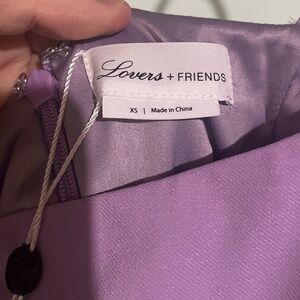 Lovers + FRIENDS
XS | Made in China